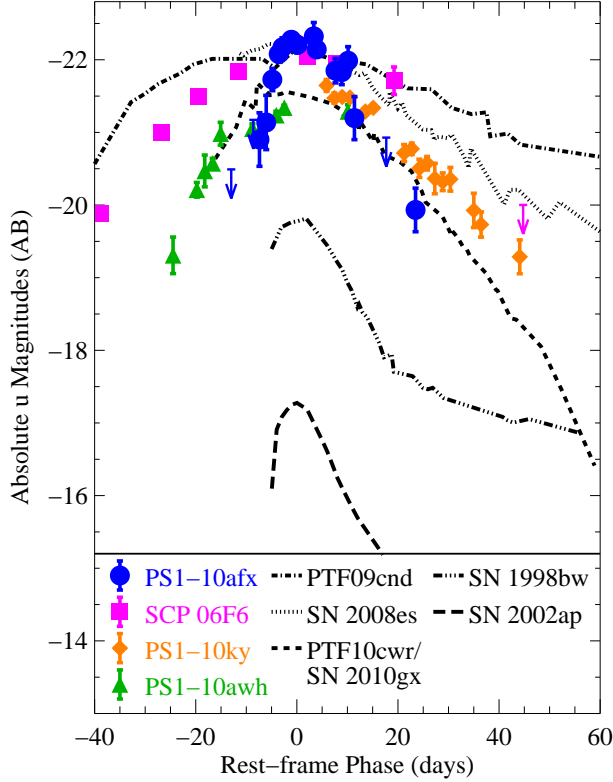 Absolute u Magnitudes (AB)
−22
−20
−18
−16
−14
PS1−10afx
SCP 06F6
PS1−10ky
PS1−10awh
PTF09cnd
SN 2008es
PTF10cwr/
SN 2010gx
SN 1998bw
SN 2002ap
−40 −20 0 20 40 60
Rest−frame Phase (days)